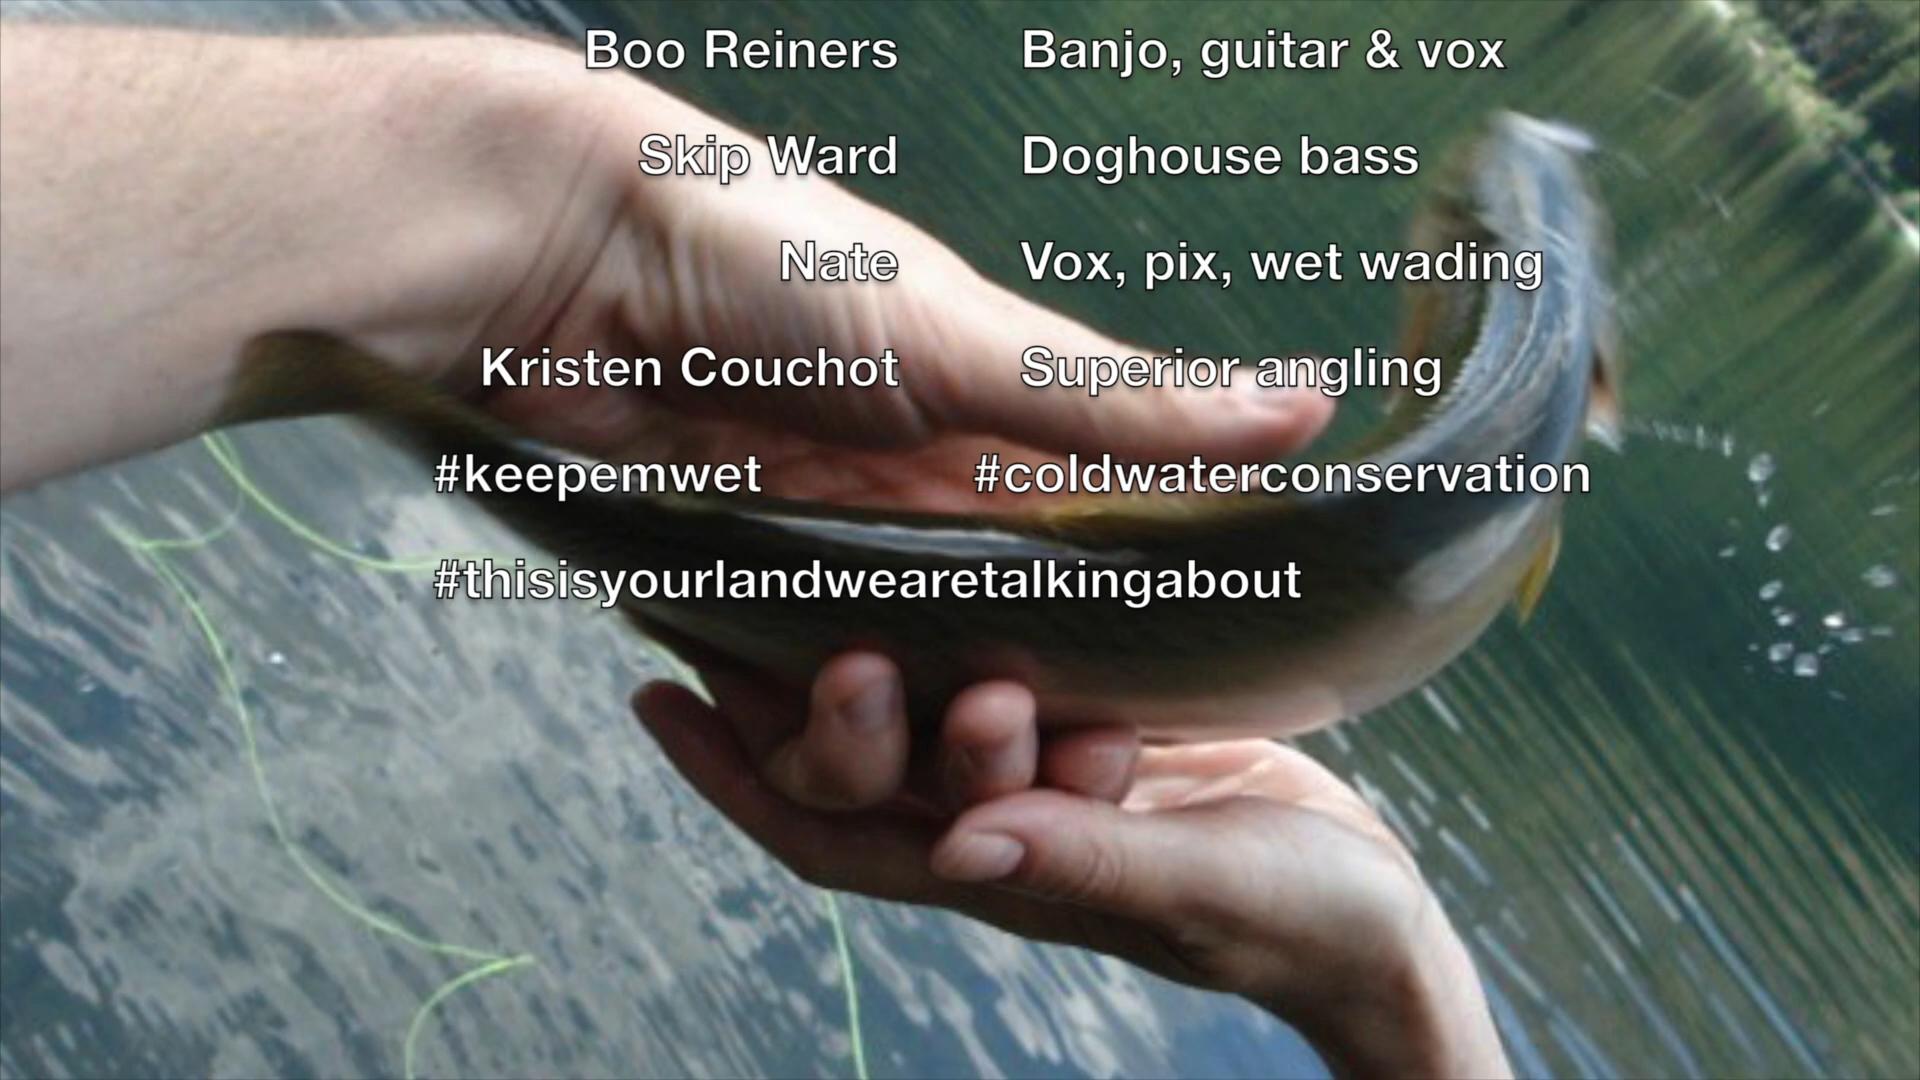 Boo Reiners Banjo, guitar & vox
Skip Ward Doghouse bass
Nate Vox, pix, wet wading
Kristen Couchot Superior angling
#keepemwet #coldwaterconservation
#thisisyourlandwearetalkingabout